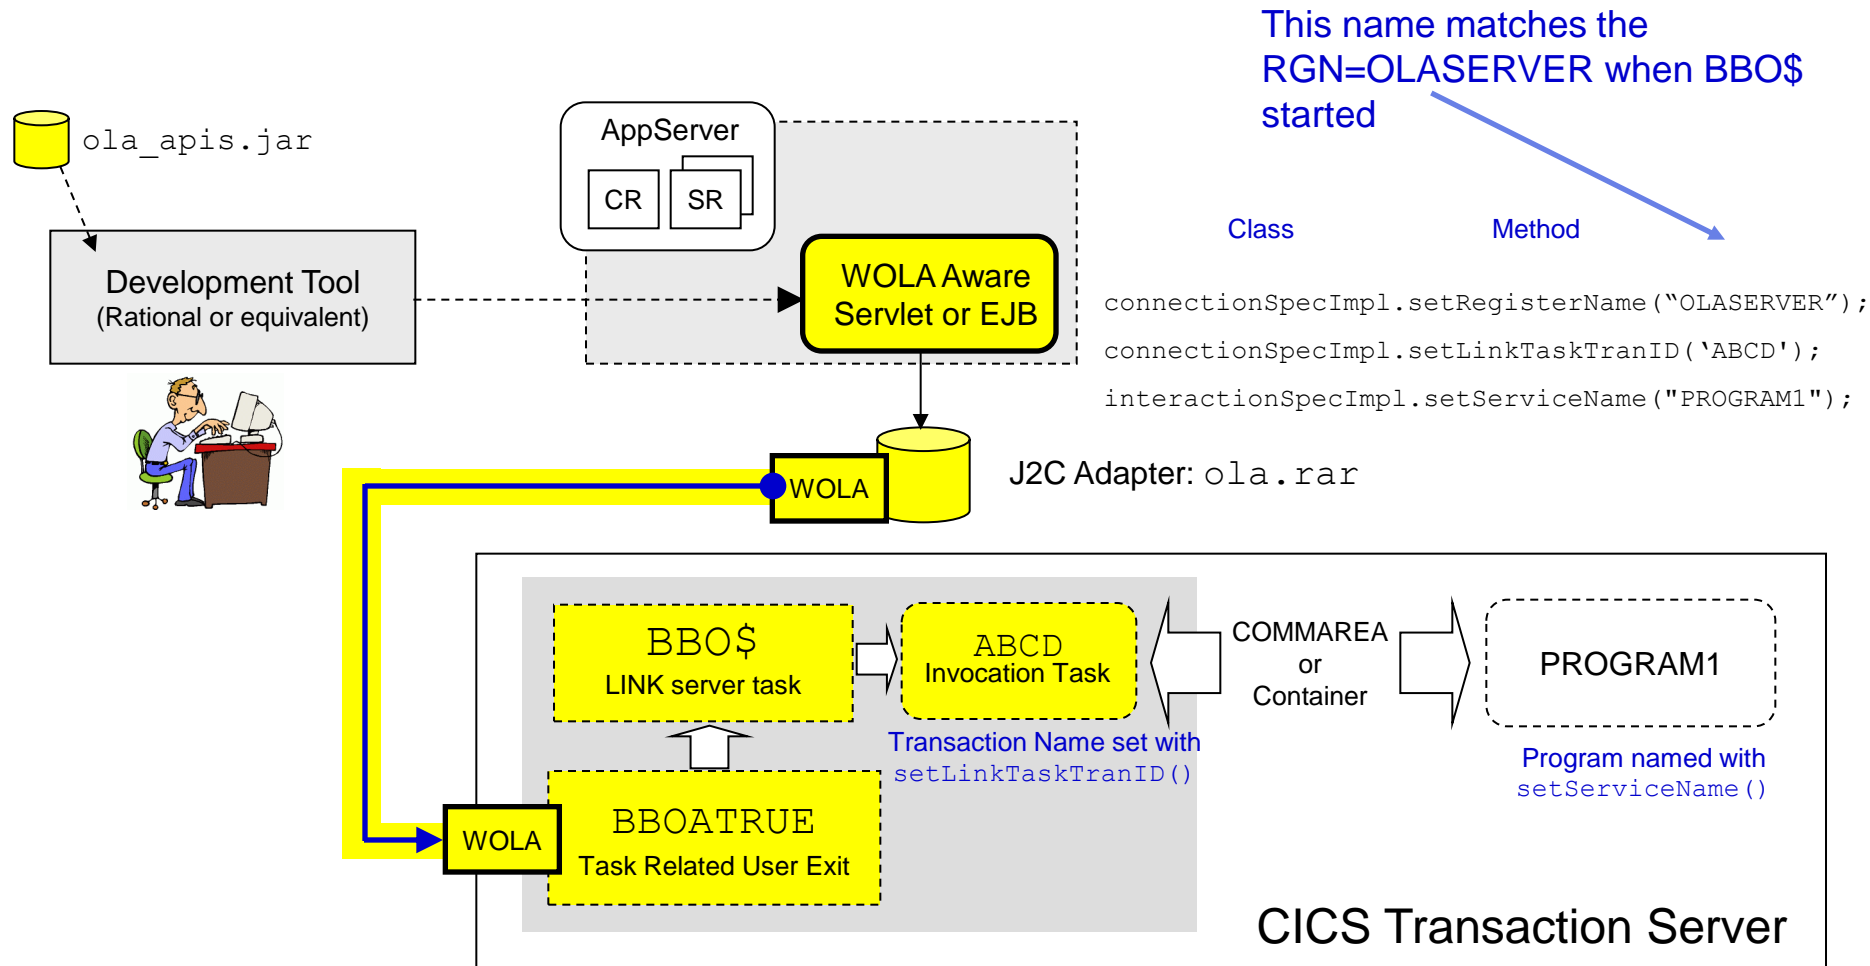 This name matches the
RGN=OLASERVER when BBO$
started
ola_apis.jar
AppServer
CR
SR
Development Tool
(Rational or equivalent)
WOLA Aware
Servlet or EJB
Class
Method
connectionSpecImpl.setRegisterName(“OLASERVER”);
connectionSpecImpl.setLinkTaskTranID(‘ABCD');
interactionSpecImpl.setServiceName("PROGRAM1");
WOLA
J2C Adapter: ola.rar
BBO$
LINK server task
ABCD
Invocation Task
COMMAREA
or
Container
PROGRAM1
Transaction Name set with
setLinkTaskTranID()
Program named with
setServiceName()
WOLA
BBOATRUE
Task Related User Exit
CICS Transaction Server